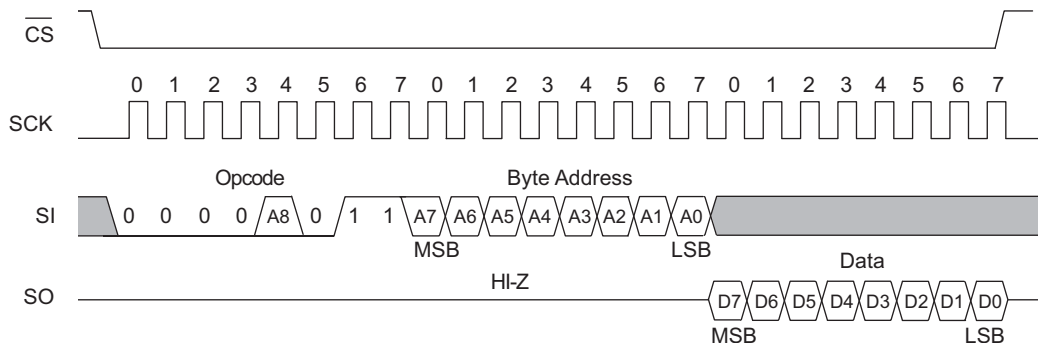 CS
0 1 2 3 4 5 6 7 0 1 2 3 4 5 6 7 0 1 2 3 4 5 6 7
SCK
Opcode Byte Address
SI 0 0 0 0 A8 0 1 1 A7 A6 A5 A4 A3 A2 A1 A0
MSB LSB
HI-Z Data
SO D7 D6 D5 D4 D3 D2 D1 D0
MSB LSB